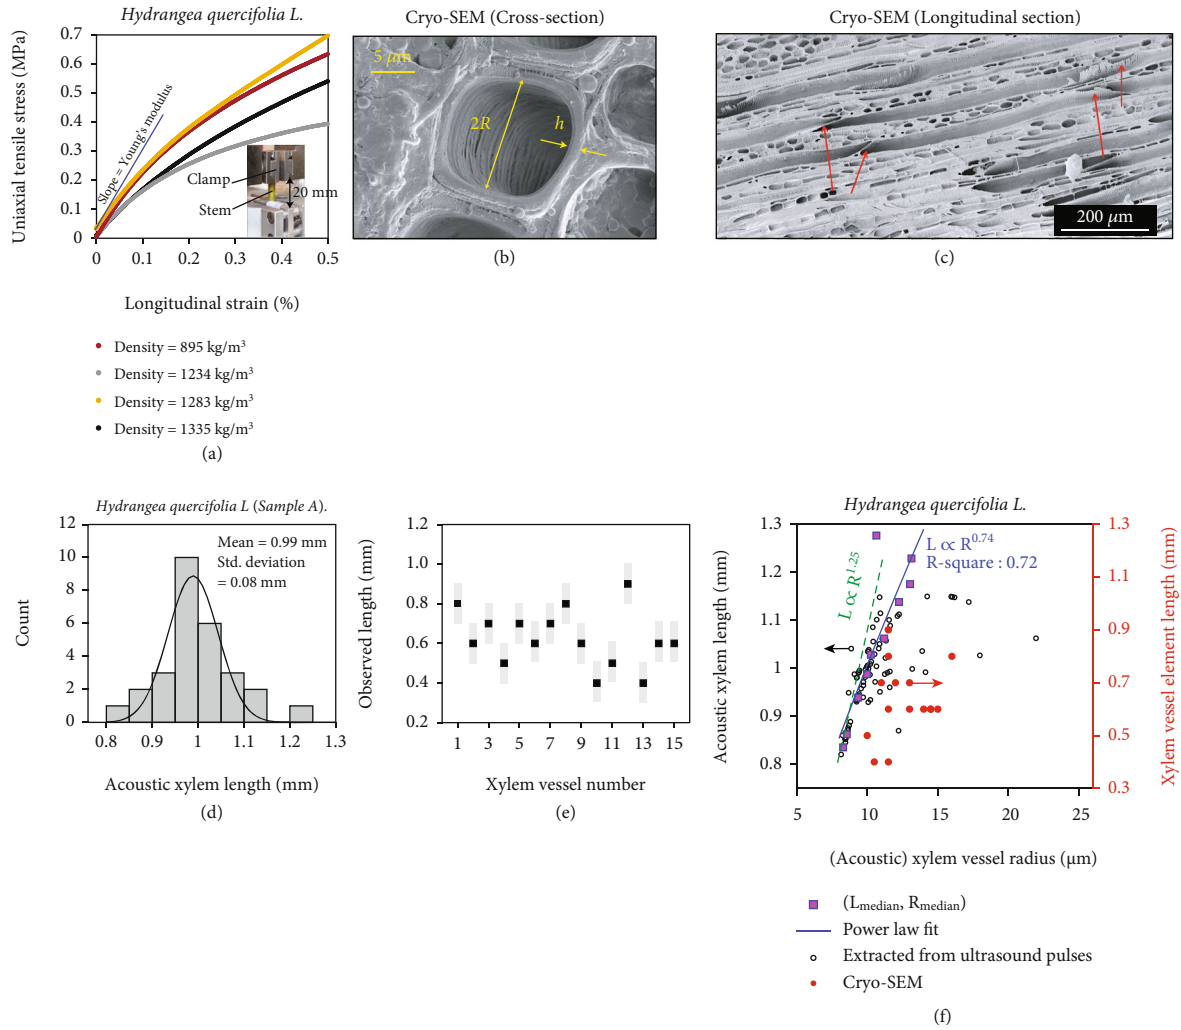 Hydrangea quercifolia L.
Uniaxial tensile stress (MPa)
0.7
0.6
0.5
0.4
0.3
0.2
0.1
0
Slope = Young's modulus
Clamp
20 mm
Stem
0 0.1 0.2 0.3 0.4 0.5
Longitudinal strain (%)
Density = 895 kg/m³
Density = 1234 kg/m³
Density = 1283 kg/m³
Density = 1335 kg/m³
(a)
Cryo-SEM (Cross-section)
5 μm
2R
h
(b)
Cryo-SEM (Longitudinal section)
200 μm
(c)
Hydrangea quercifolia L (Sample A).
Count
12
10
8
6
4
2
0
Mean = 0.99 mm
Std. deviation
= 0.08 mm
0.8 0.9 1 1.1 1.2 1.3
Acoustic xylem length (mm)
(d)
Observed length (mm)
1.2
1.0
0.8
0.6
0.4
0.2
1 3 5 7 9 11 13 15
Xylem vessel number
(e)
Hydrangea quercifolia L.
Acoustic xylem length (mm)
1.3
1.2
1.1
1
0.9
0.8
L ∝ R^1.25
L ∝ R^0.74
R-square : 0.72
1.3
1.1
0.9
0.7
0.5
0.3
Xylem vessel element length (mm)
5 10 15 20 25
(Acoustic) xylem vessel radius (μm)
(Lmedian, Rmedian)
Power law fit
Extracted from ultrasound pulses
Cryo-SEM
(f)